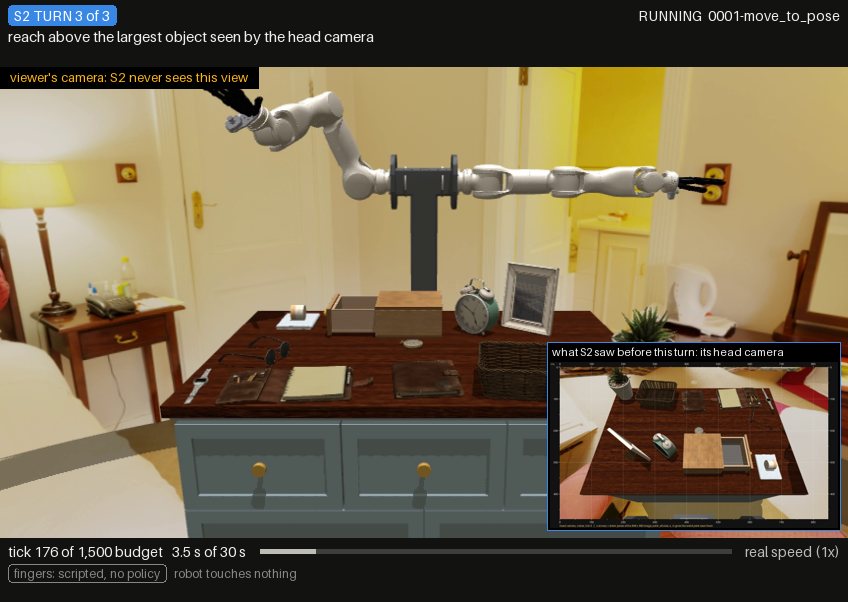 S2 TURN 3 of 3
RUNNING 0001-move_to_pose
reach above the largest object seen by the head camera
viewer's camera: S2 never sees this view
what S2 saw before this turn: its head camera
tick 176 of 1,500 budget 3.5 s of 30 s
real speed (1x)
fingers: scripted, no policy
robot touches nothing